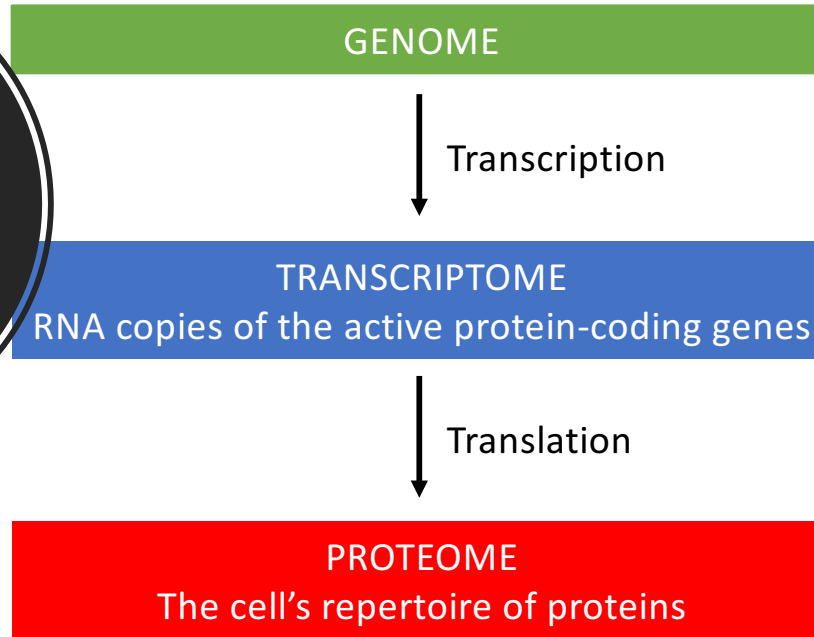 GENOME
Transcription
TRANSCRIPTOME
RNA copies of the active protein-coding genes
Translation
PROTEOME
The cell’s repertoire of proteins